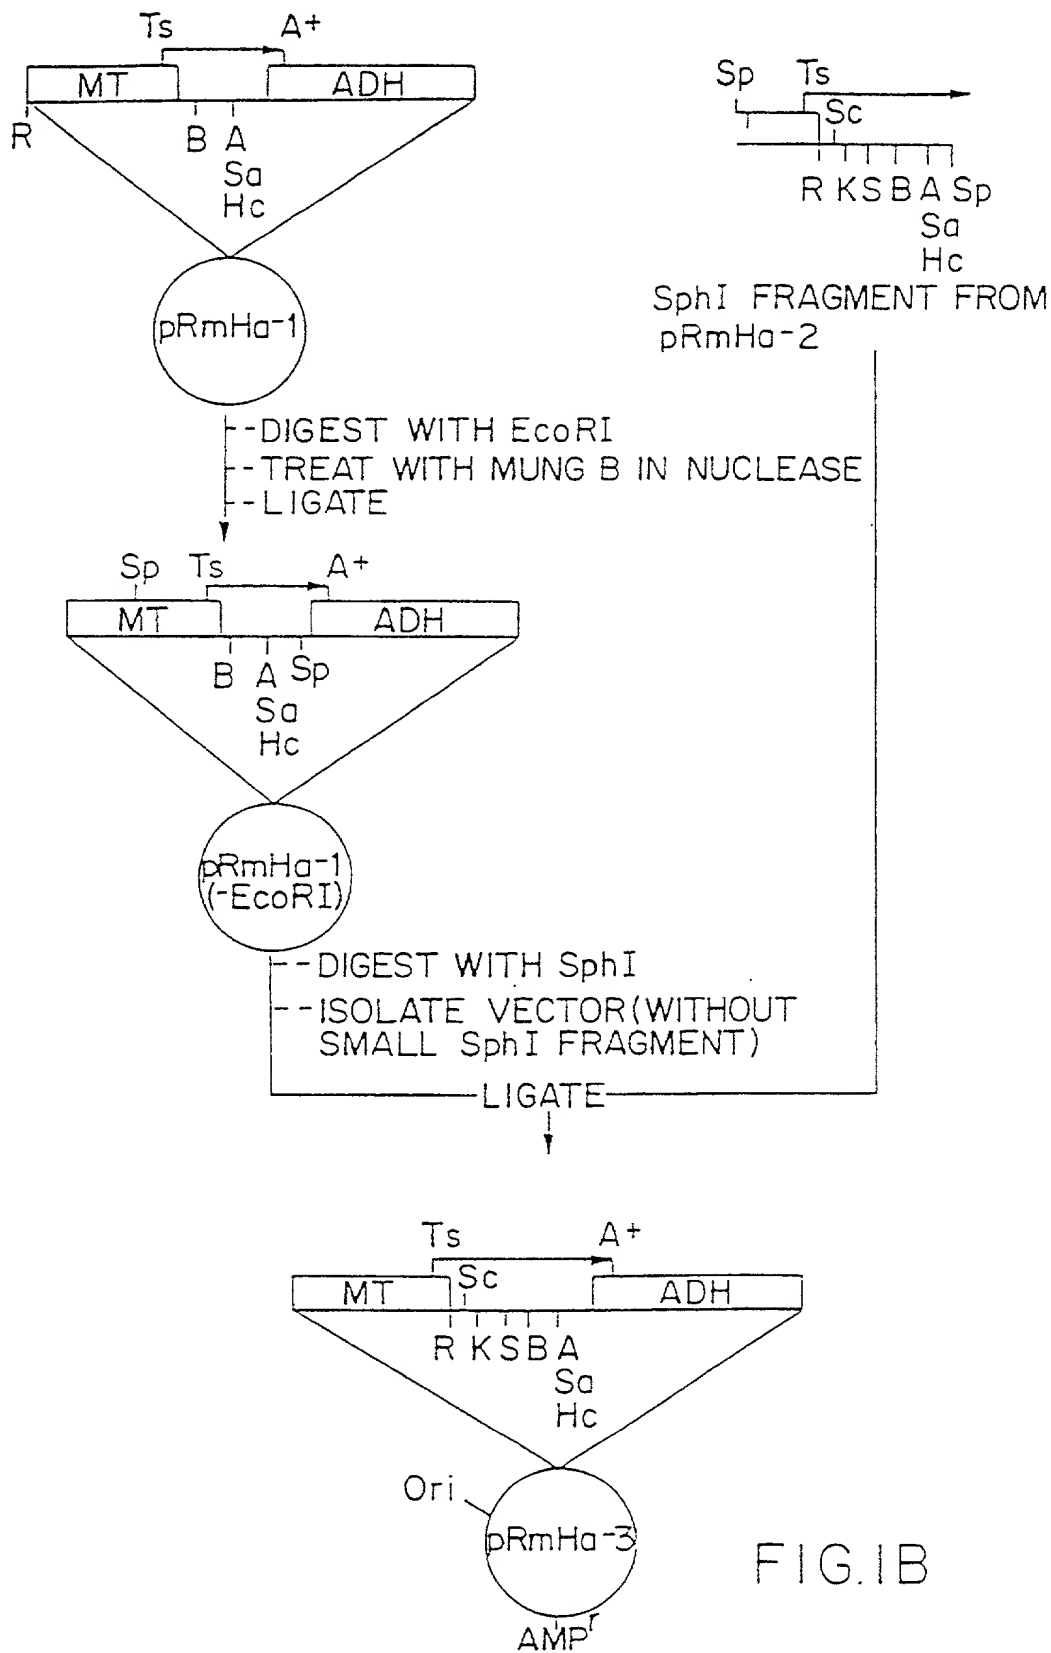 Ts A+
MT ADH
R B A
Sa
Hc
pRmHa-1
Sp Ts
Sc
R K S B A Sp
Sa
Hc
SphI FRAGMENT FROM
pRmHa-2
--DIGEST WITH EcoRI
--TREAT WITH MUNG B IN NUCLEASE
--LIGATE
Sp Ts A+
MT ADH
B A Sp
Sa
Hc
pRmHa-1
(-EcoRI)
--DIGEST WITH SphI
--ISOLATE VECTOR(WITHOUT
SMALL SphI FRAGMENT)
LIGATE
Ts A+
Sc
MT ADH
R K S B A
Sa
Hc
Ori
pRmHa-3
AMPr
FIG.1B